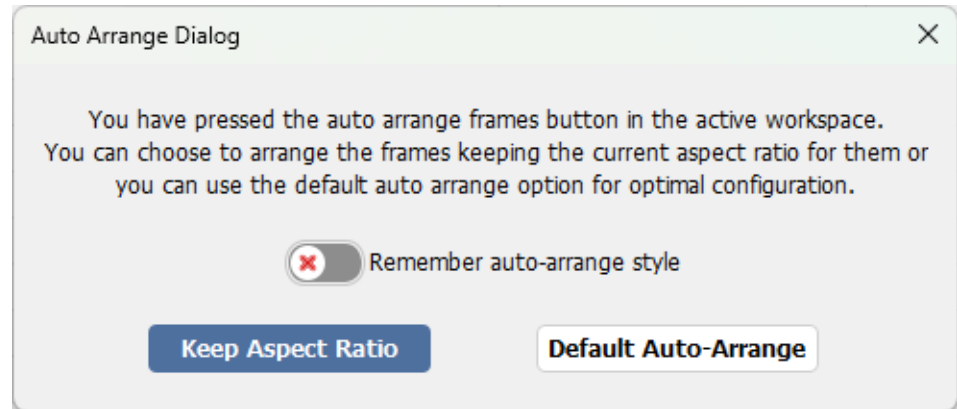 Auto Arrange Dialog
You have pressed the auto arrange frames button in the active workspace.
You can choose to arrange the frames keeping the current aspect ratio for them or
you can use the default auto arrange option for optimal configuration.
Remember auto-arrange style
Keep Aspect Ratio
Default Auto-Arrange